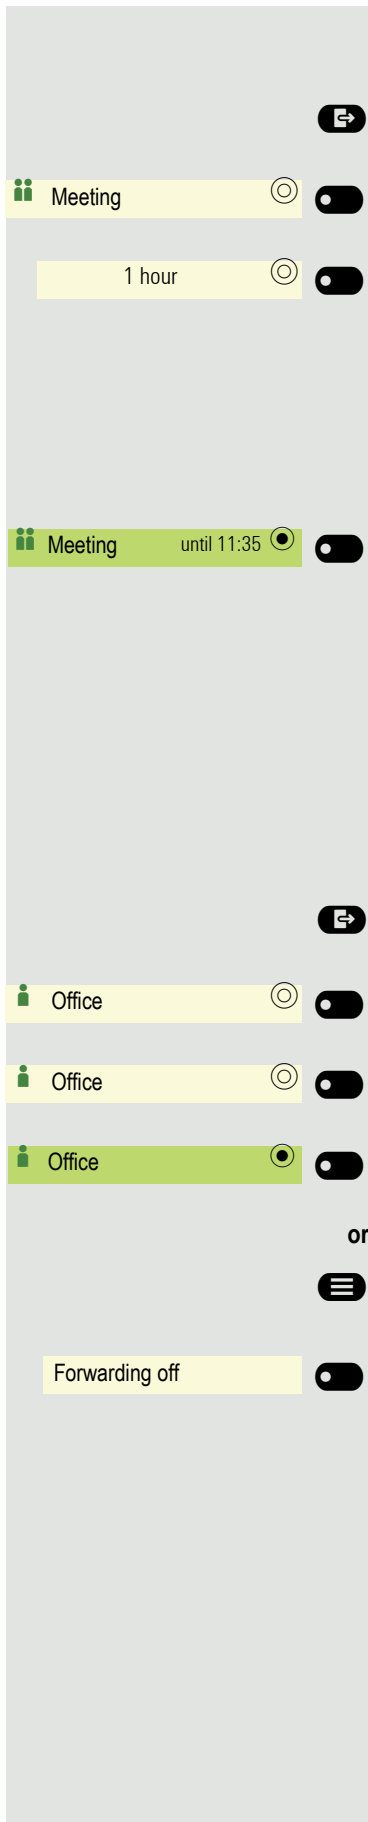 Meeting
1 hour
Meeting until 11:35
Office
Office
Office
or
Forwarding off